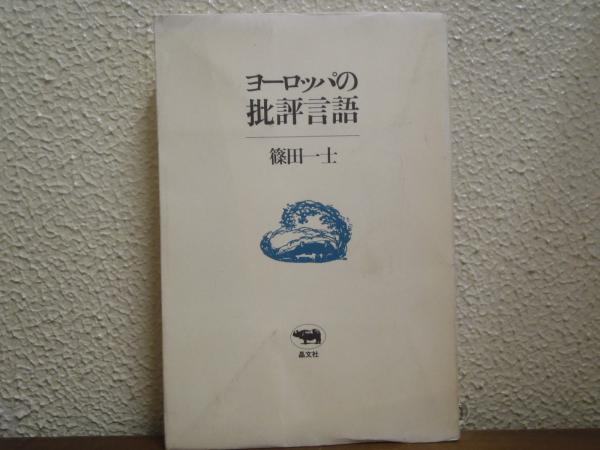 ヨーロッパの
批評言語
篠田一士
晶文社